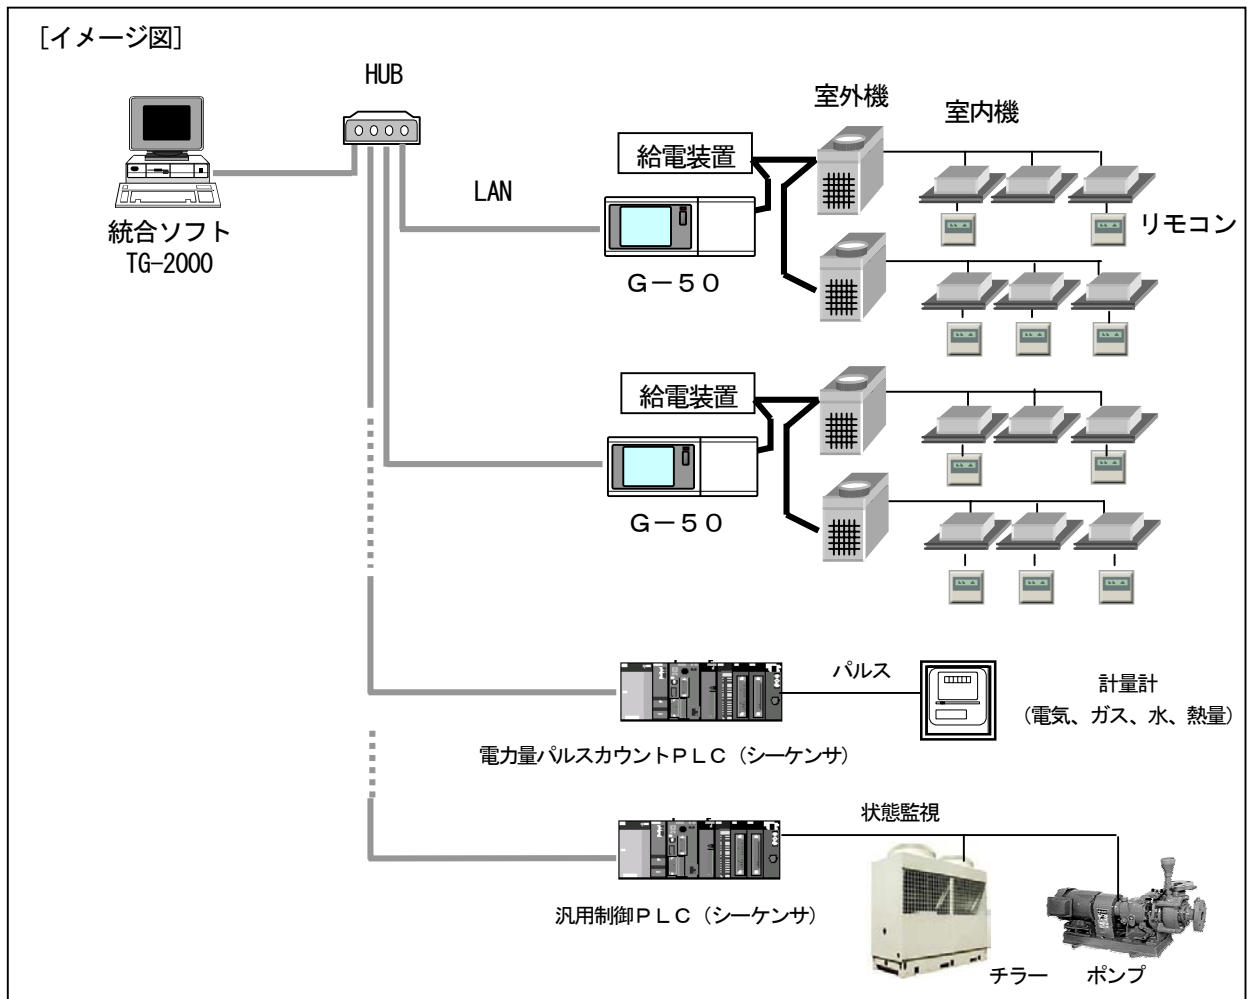 [イメージ図]
HUB
室外機
室内機
給電装置
LAN
リモコン
統合ソフト
TG-2000
G－50
給電装置
G－50
パルス
計量計
（電気、ガス、水、熱量）
電力量パルスカウントＰＬＣ（シーケンサ）
状態監視
汎用制御ＰＬＣ（シーケンサ）
チラー
ポンプ